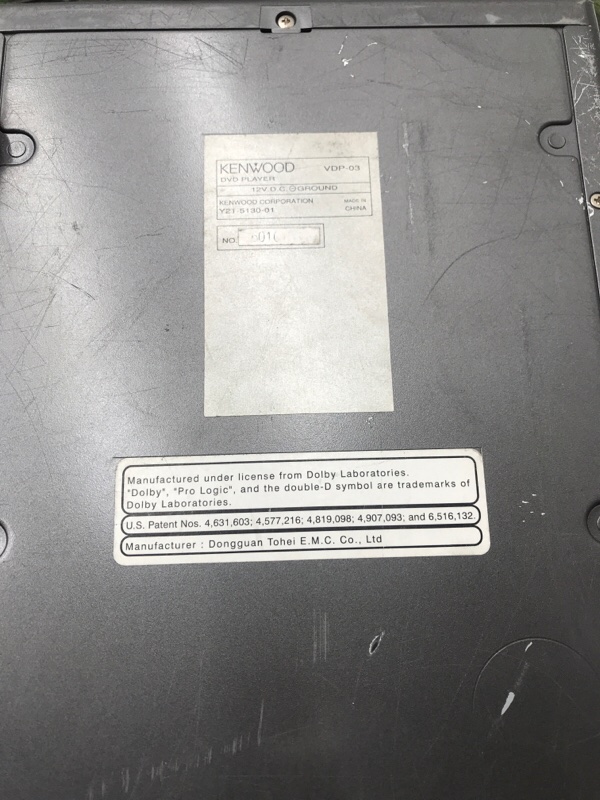 KENWOOD VDP-03
DVD PLAYER
12V D.C. ⊖GROUND
KENWOOD CORPORATION MADE IN
YZT 5130-01 CHINA
NO.
Manufactured under license from Dolby Laboratories.
"Dolby", "Pro Logic", and the double-D symbol are trademarks of
Dolby Laboratories.
U.S. Patent Nos. 4,631,603; 4,577,216; 4,819,098; 4,907,093; and 6,516,132.
Manufacturer : Dongguan Tohei E.M.C. Co., Ltd